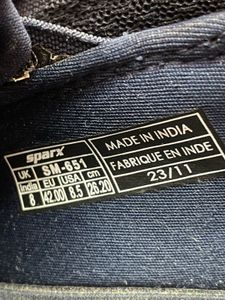 sparx
SM-651
UK India EU USA cm
8 42.00 8.5 26.20
MADE IN INDIA
FABRIQUE EN INDE
23/11